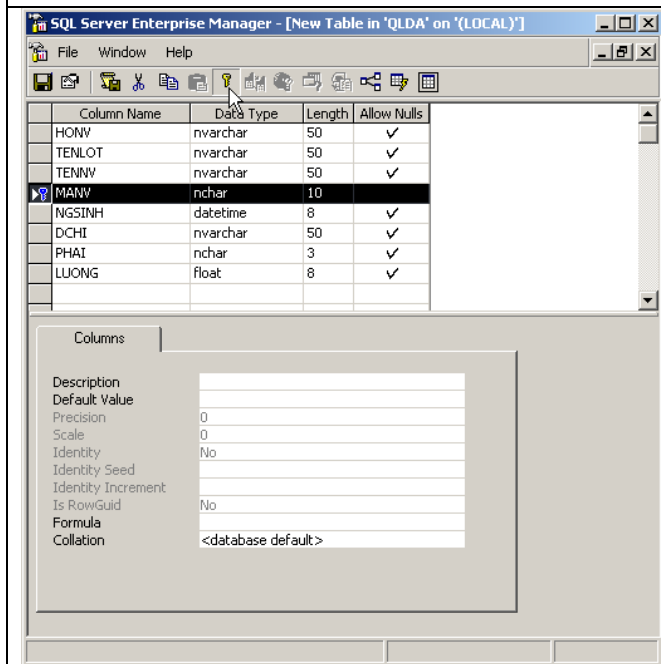 SQL Server Enterprise Manager - [New Table in 'QLDA' on '(LOCAL)']
File Window Help
Column Name Data Type Length Allow Nulls
HONV nvarchar 50
TENLOT nvarchar 50
TENNV nvarchar 50
MANV nchar 10
NGSINH datetime 8
DCHI nvarchar 50
PHAI nchar 3
LUONG float 8
Columns
Description
Default Value
Precision 0
Scale 0
Identity No
Identity Seed
Identity Increment
Is RowGuid No
Formula
Collation <database default>